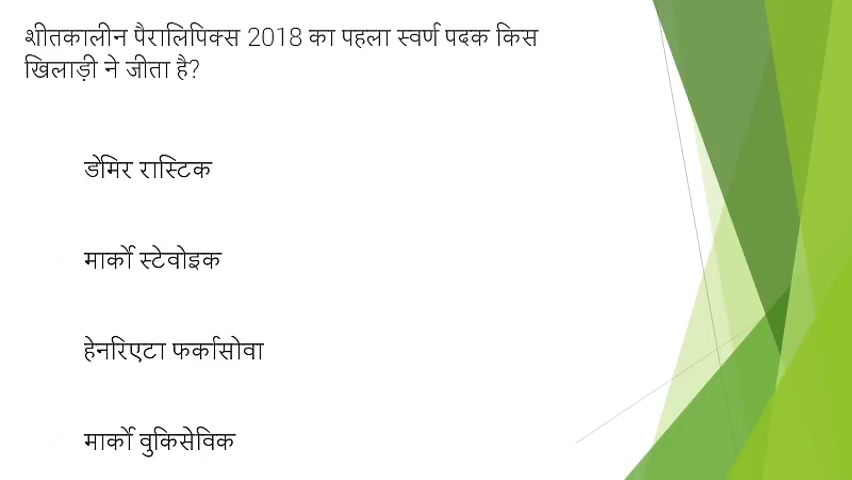 शीतकालीन पैरालिपिक्स 2018 का पहला स्वर्ण पदक किस
खिलाड़ी ने जीता है?
डेमिर रास्टिक
मार्को स्टेवोइक
हेनरिएटा फर्कासोवा
मार्को वुकिसेविक